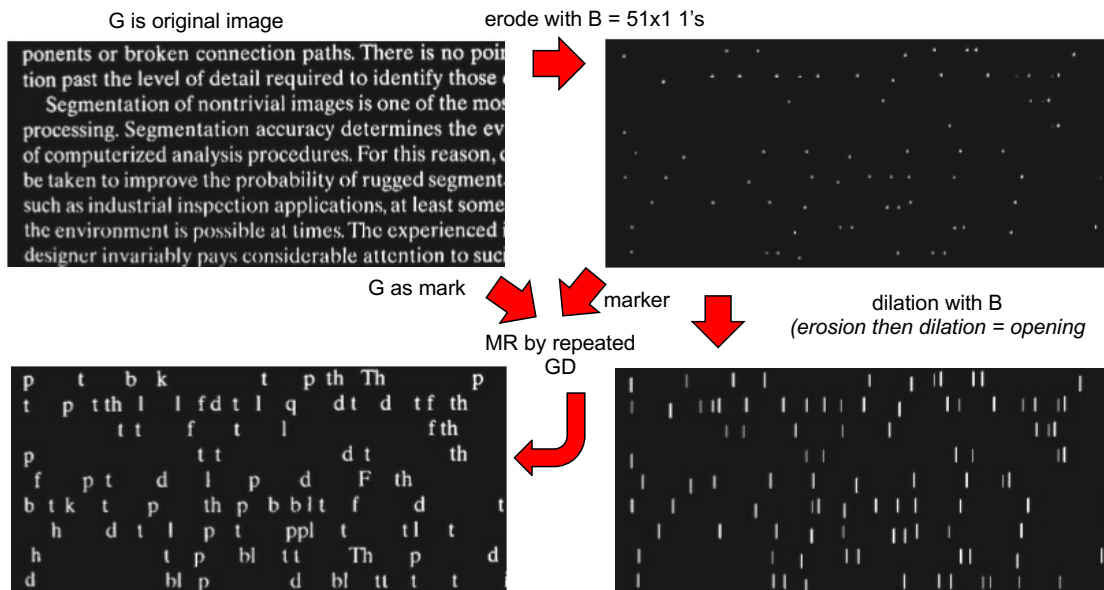 G is original image
erode with B = 51x1 1's
ponents or broken connection paths. There is no poin
tion past the level of detail required to identify those
Segmentation of nontrivial images is one of the mos
processing. Segmentation accuracy determines the ev
of computerized analysis procedures. For this reason, c
be taken to improve the probability of rugged segment
such as industrial inspection applications, at least some
the environment is possible at times. The experienced i
designer invariably pays considerable attention to suc
G as mark
marker
dilation with B
(erosion then dilation = opening
MR by repeated
GD
p t b k t p th Th p
t p t th l l f d t l q d t d t f th
t t f t l f th
p t t d t th
f p t d l p d F th
b t k t p th p b b l t f d t
h d t l p t ppl t t l t
h t p bl t t Th p d
d bl p d bl tt t t i